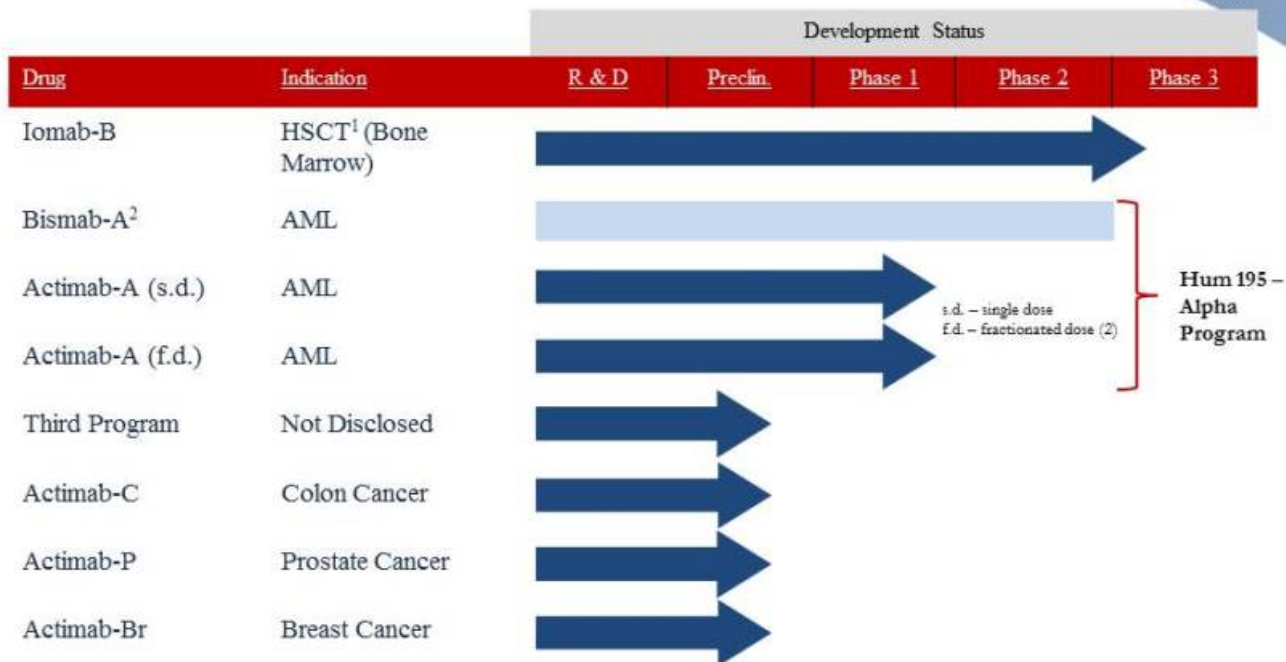 Development Status
Drug Indication R & D Preclin. Phase 1 Phase 2 Phase 3
Iomab-B HSCT¹ (Bone
Marrow)
Bismab-A² AML
Actimab-A (s.d.) AML
s.d. – single dose
f.d. – fractionated dose (2)
Hum 195 –
Alpha
Program
Actimab-A (f.d.) AML
Third Program Not Disclosed
Actimab-C Colon Cancer
Actimab-P Prostate Cancer
Actimab-Br Breast Cancer